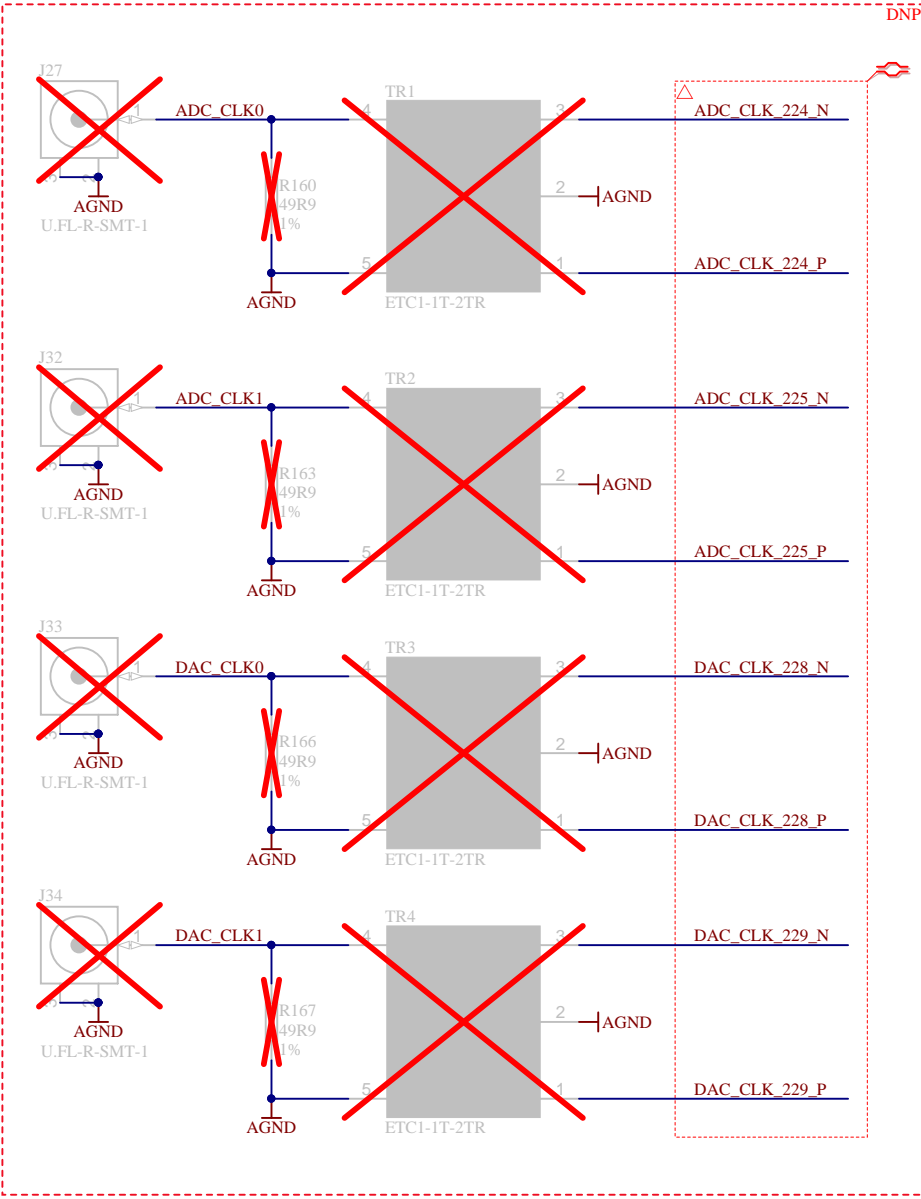 DNP
J27
1
ADC_CLK0
AGND
U.FL-R-SMT-1
R160
49R9
1%
AGND
TR1
4
3
2
5
1
ETC1-1T-2TR
AGND
ADC_CLK_224_N
ADC_CLK_224_P
J32
1
ADC_CLK1
AGND
U.FL-R-SMT-1
R163
49R9
1%
AGND
TR2
4
3
2
5
1
ETC1-1T-2TR
AGND
ADC_CLK_225_N
ADC_CLK_225_P
J33
1
DAC_CLK0
AGND
U.FL-R-SMT-1
R166
49R9
1%
AGND
TR3
4
3
2
5
1
ETC1-1T-2TR
AGND
DAC_CLK_228_N
DAC_CLK_228_P
J34
1
DAC_CLK1
AGND
U.FL-R-SMT-1
R167
49R9
1%
AGND
TR4
4
3
2
5
1
ETC1-1T-2TR
AGND
DAC_CLK_229_N
DAC_CLK_229_P